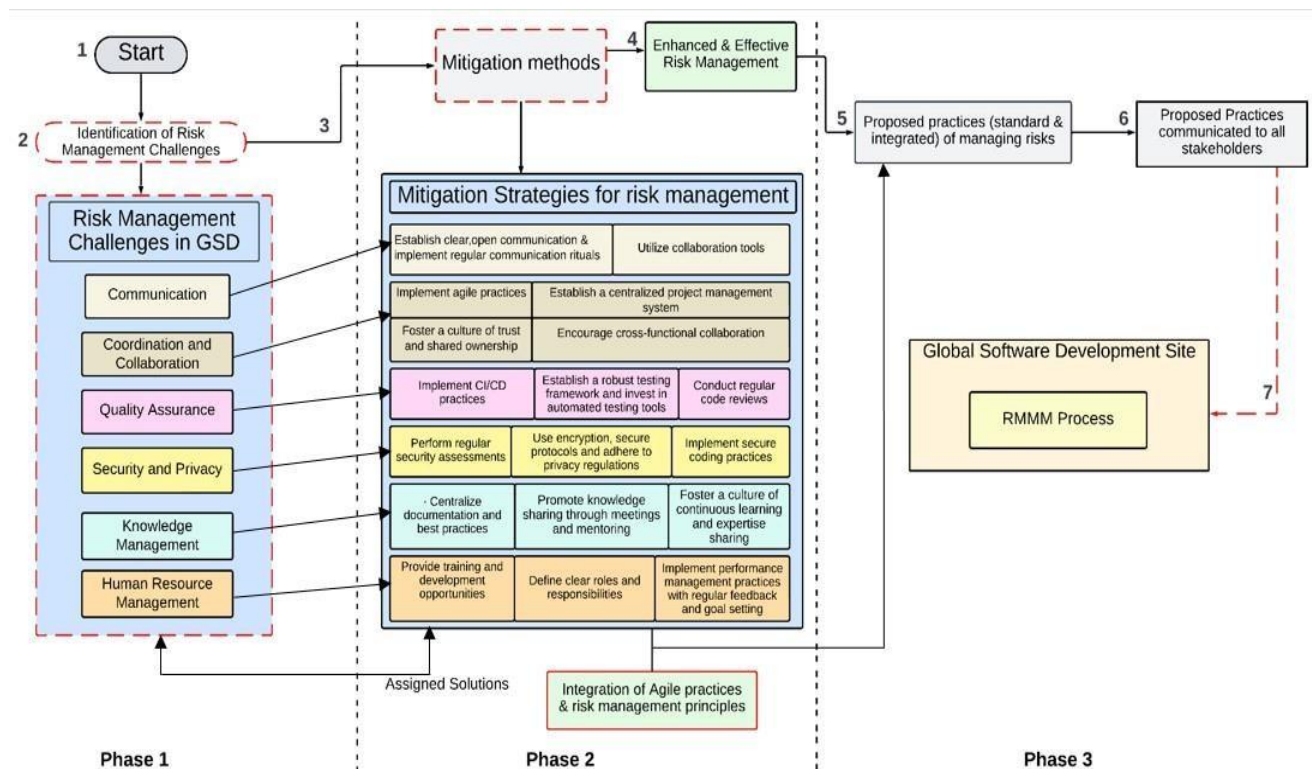 1
Start
2
Identification of Risk
Management Challenges
3
Risk Management
Challenges in GSD
Communication
Coordination and
Collaboration
Quality Assurance
Security and Privacy
Knowledge
Management
Human Resource
Management
Phase 1
Mitigation methods
4
Enhanced & Effective
Risk Management
Mitigation Strategies for risk management
Establish clear,open communication &
implement regular communication rituals
Utilize collaboration tools
Implement agile practices
Establish a centralized project management
system
Foster a culture of trust
and shared ownership
Encourage cross-functional collaboration
Implement CI/CD
practices
Establish a robust testing
framework and invest in
automated testing tools
Conduct regular
code reviews
Perform regular
security assessments
Use encryption, secure
protocols and adhere to
privacy regulations
Implement secure
coding practices
· Centralize
documentation and
best practices
Promote knowledge
sharing through meetings
and mentoring
Foster a culture of
continuous learning
and expertise
sharing
Provide training and
development
opportunities
Define clear roles and
responsibilities
Implement performance
management practices
with regular feedback
and goal setting
Assigned Solutions
Integration of Agile practices
& risk management principles
Phase 2
5
Proposed practices (standard &
integrated) of managing risks
6
Proposed Practices
communicated to all
stakeholders
7
Global Software Development Site
RMMM Process
Phase 3